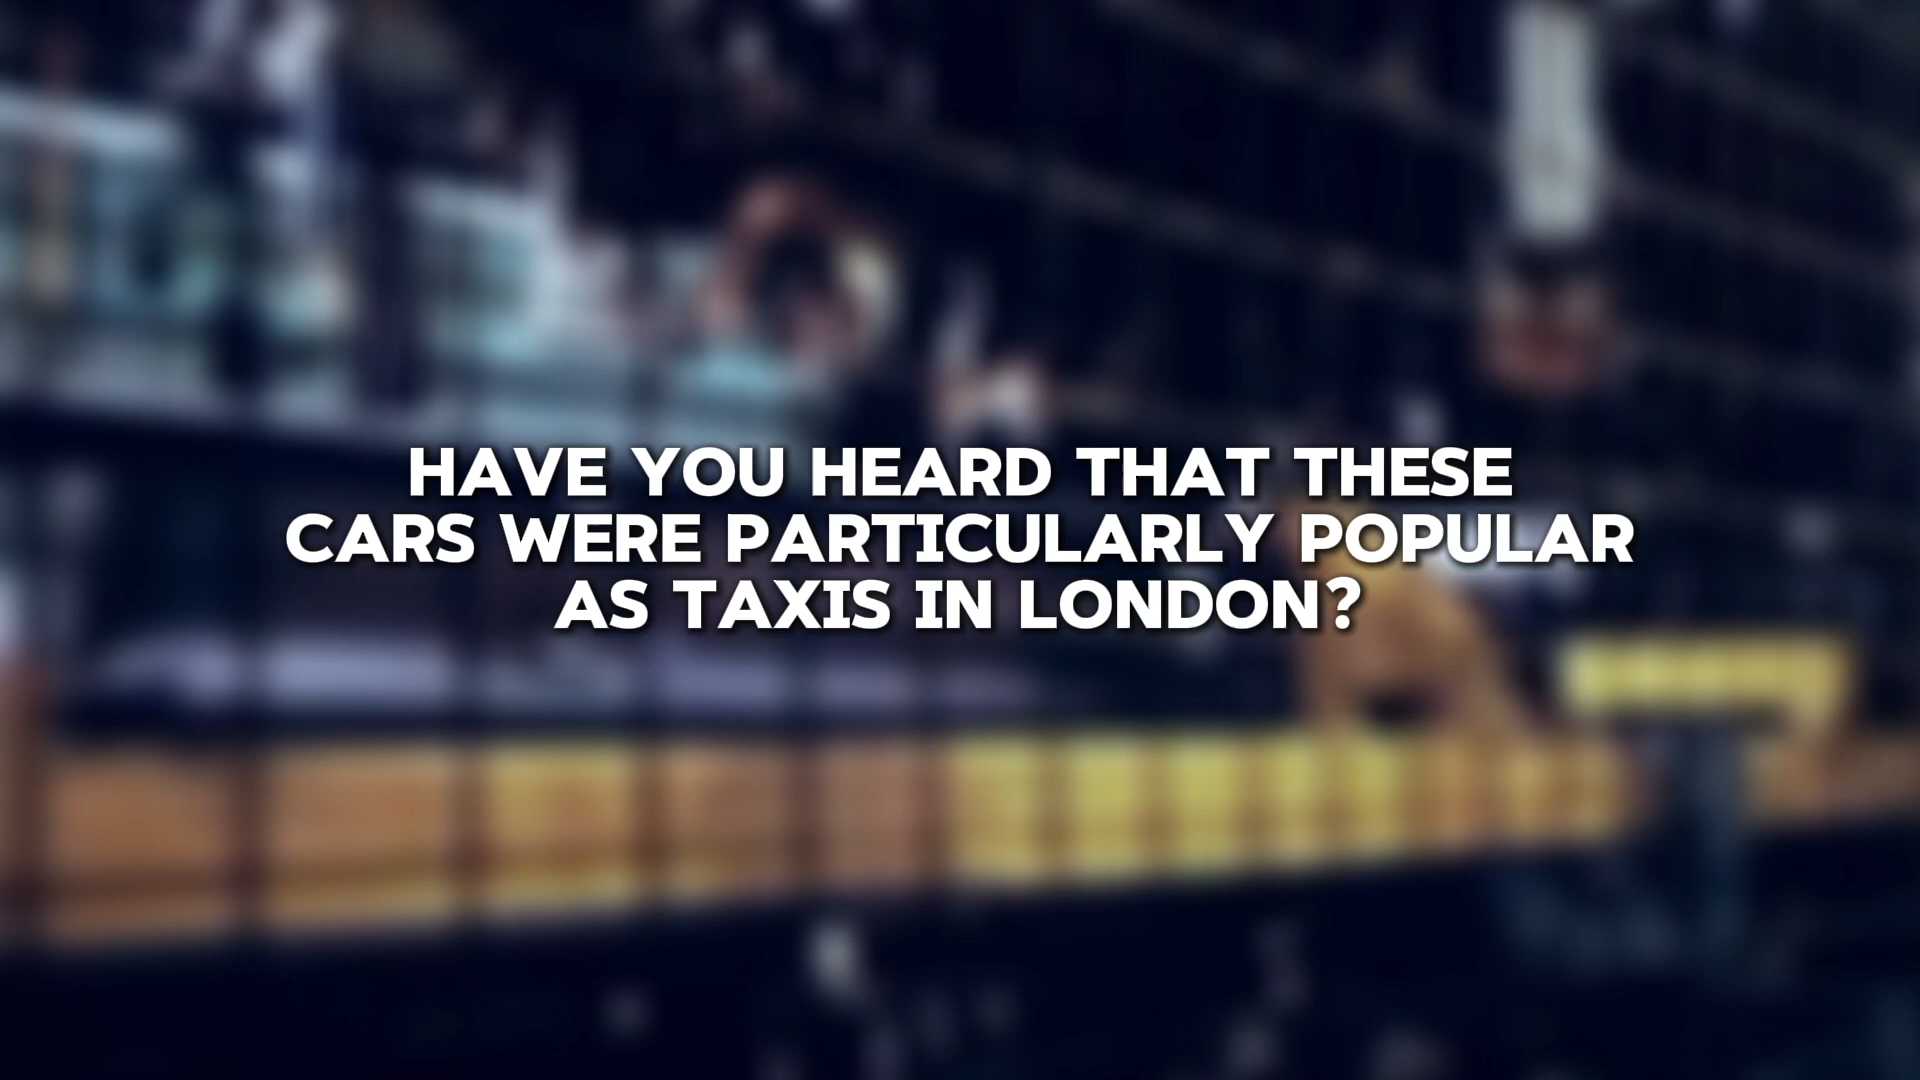 HAVE YOU HEARD THAT THESE
CARS WERE PARTICULARLY POPULAR
AS TAXIS IN LONDON?